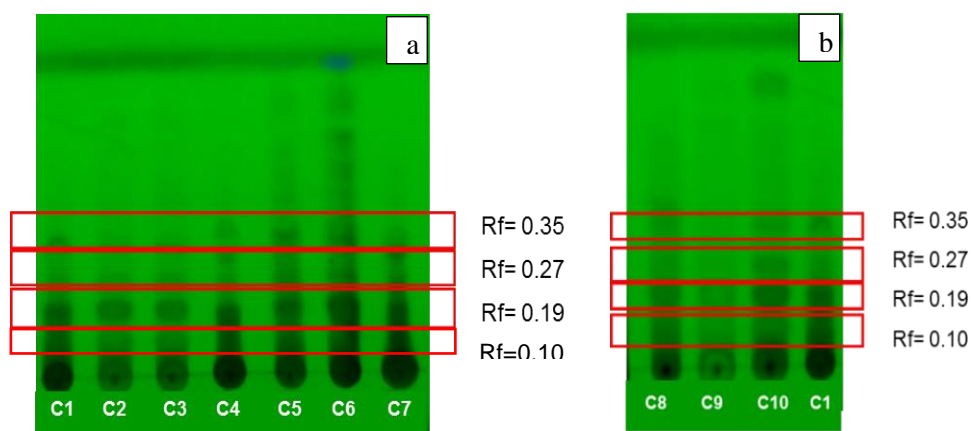 a
b
Rf= 0.35
Rf= 0.27
Rf= 0.19
Rf=0.10
C1 C2 C3 C4 C5 C6 C7
Rf= 0.35
Rf= 0.27
Rf= 0.19
Rf= 0.10
C8 C9 C10 C1